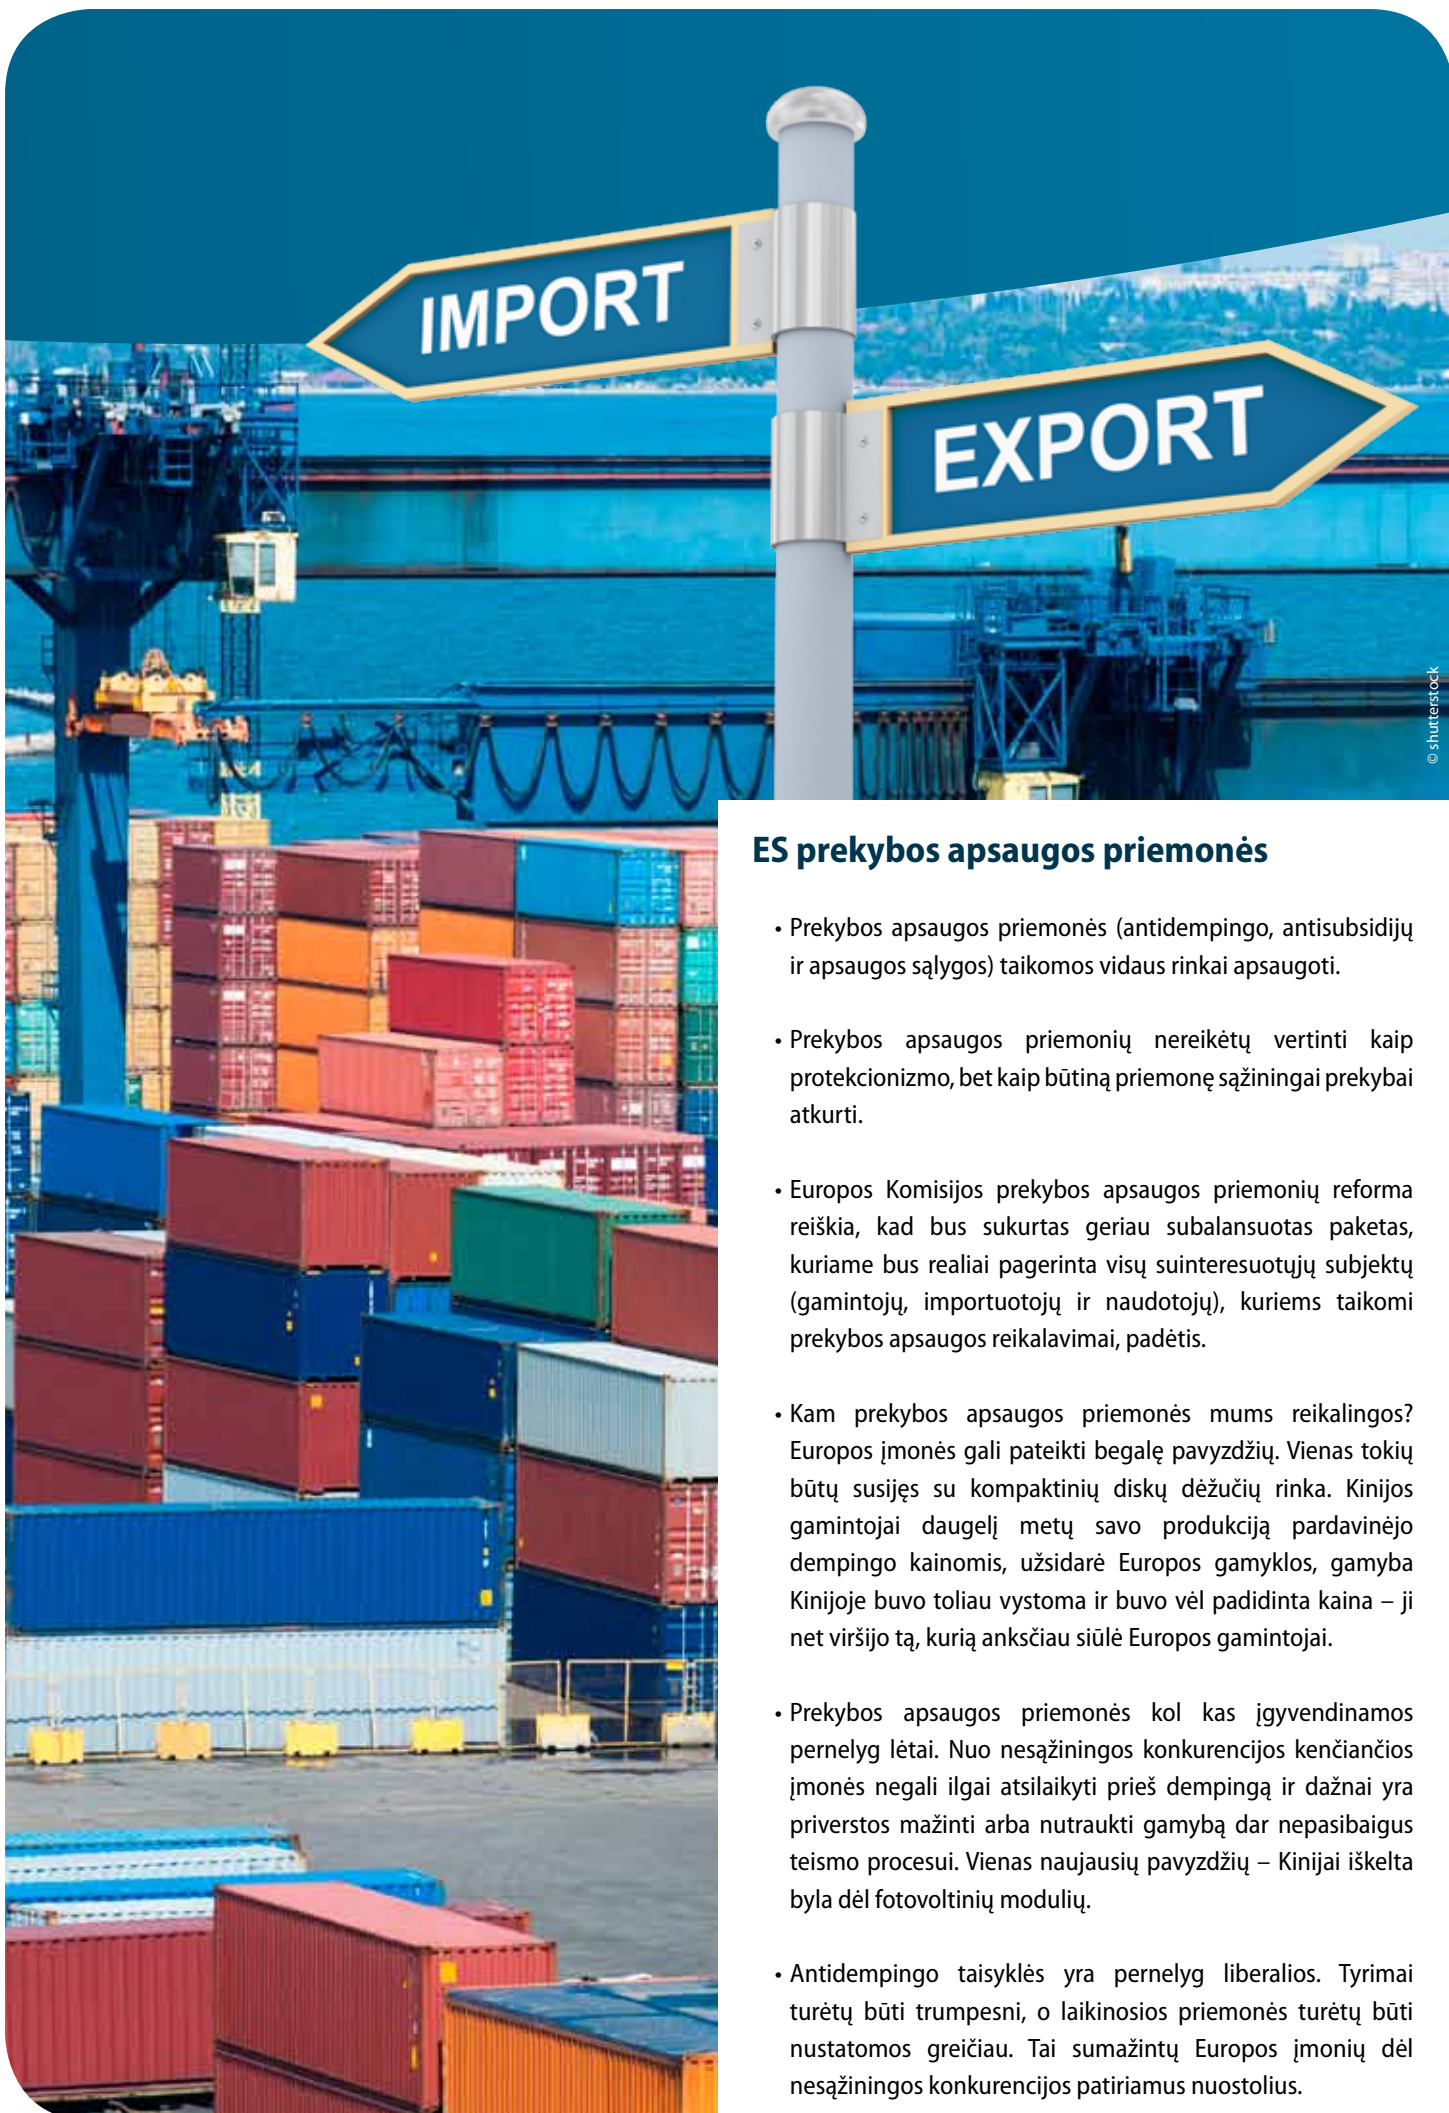 IMPORT
EXPORT
© shutterstock
ES prekybos apsaugos priemonės
• Prekybos apsaugos priemonės (antidempingo, antisubsidijų
ir apsaugos sąlygos) taikomos vidaus rinkai apsaugoti.
• Prekybos apsaugos priemonių nereikėtų vertinti kaip
protekcionizmo, bet kaip būtiną priemonę sąžiningai prekybai
atkurti.
• Europos Komisijos prekybos apsaugos priemonių reforma
reiškia, kad bus sukurtas geriau subalansuotas paketas,
kuriame bus realiai pagerinta visų suinteresuotųjų subjektų
(gamintojų, importuotojų ir naudotojų), kuriems taikomi
prekybos apsaugos reikalavimai, padėtis.
• Kam prekybos apsaugos priemonės mums reikalingos?
Europos įmonės gali pateikti begalę pavyzdžių. Vienas tokių
būtų susijęs su kompaktinių diskų dėžučių rinka. Kinijos
gamintojai daugelį metų savo produkciją pardavinėjo
dempingo kainomis, užsidarė Europos gamyklos, gamyba
Kinijoje buvo toliau vystoma ir buvo vėl padidinta kaina – ji
net viršijo tą, kurią anksčiau siūlė Europos gamintojai.
• Prekybos apsaugos priemonės kol kas įgyvendinamos
pernelyg lėtai. Nuo nesąžiningos konkurencijos kenčiančios
įmonės negali ilgai atsilaikyti prieš dempingą ir dažnai yra
priverstos mažinti arba nutraukti gamybą dar nepasibaigus
teismo procesui. Vienas naujausių pavyzdžių – Kinijai iškelta
byla dėl fotovoltinių modulių.
• Antidempingo taisyklės yra pernelyg liberalios. Tyrimai
turėtų būti trumpesni, o laikinosios priemonės turėtų būti
nustatomos greičiau. Tai sumažintų Europos įmonių dėl
nesąžiningos konkurencijos patiriamus nuostolius.